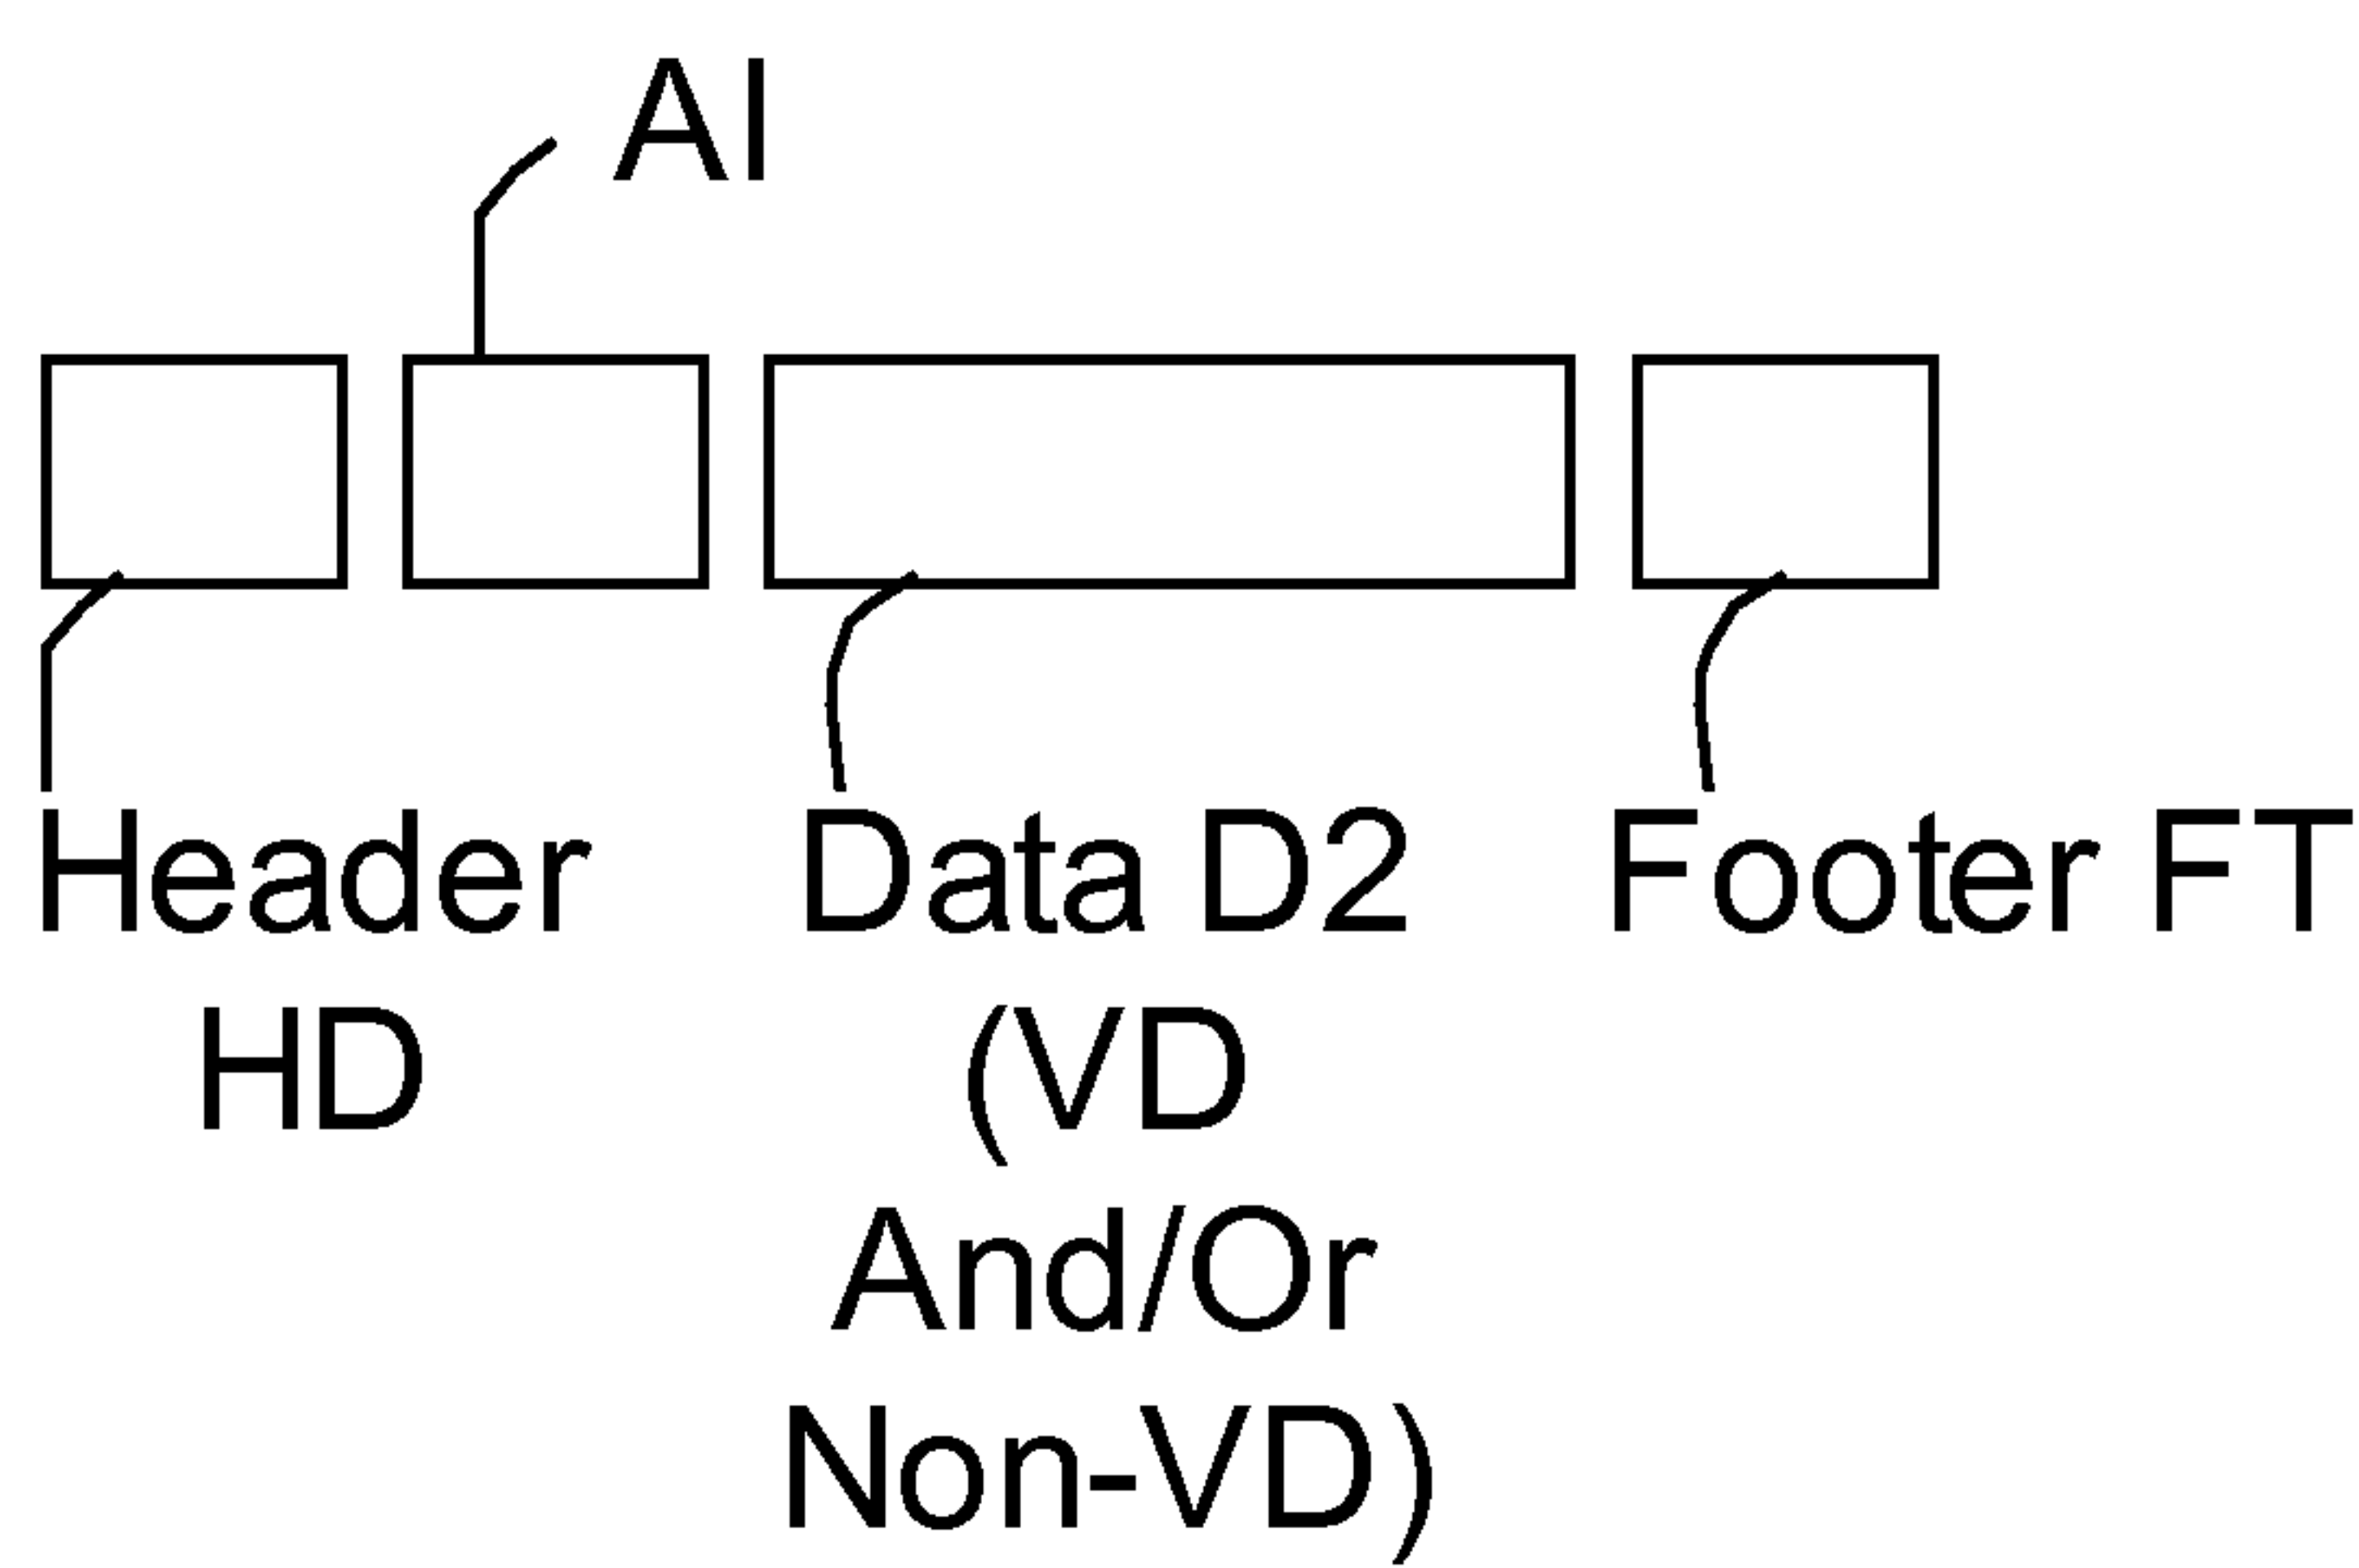 AI
Header
HD
Data D2
(VD
And/Or
Non-VD)
Footer FT